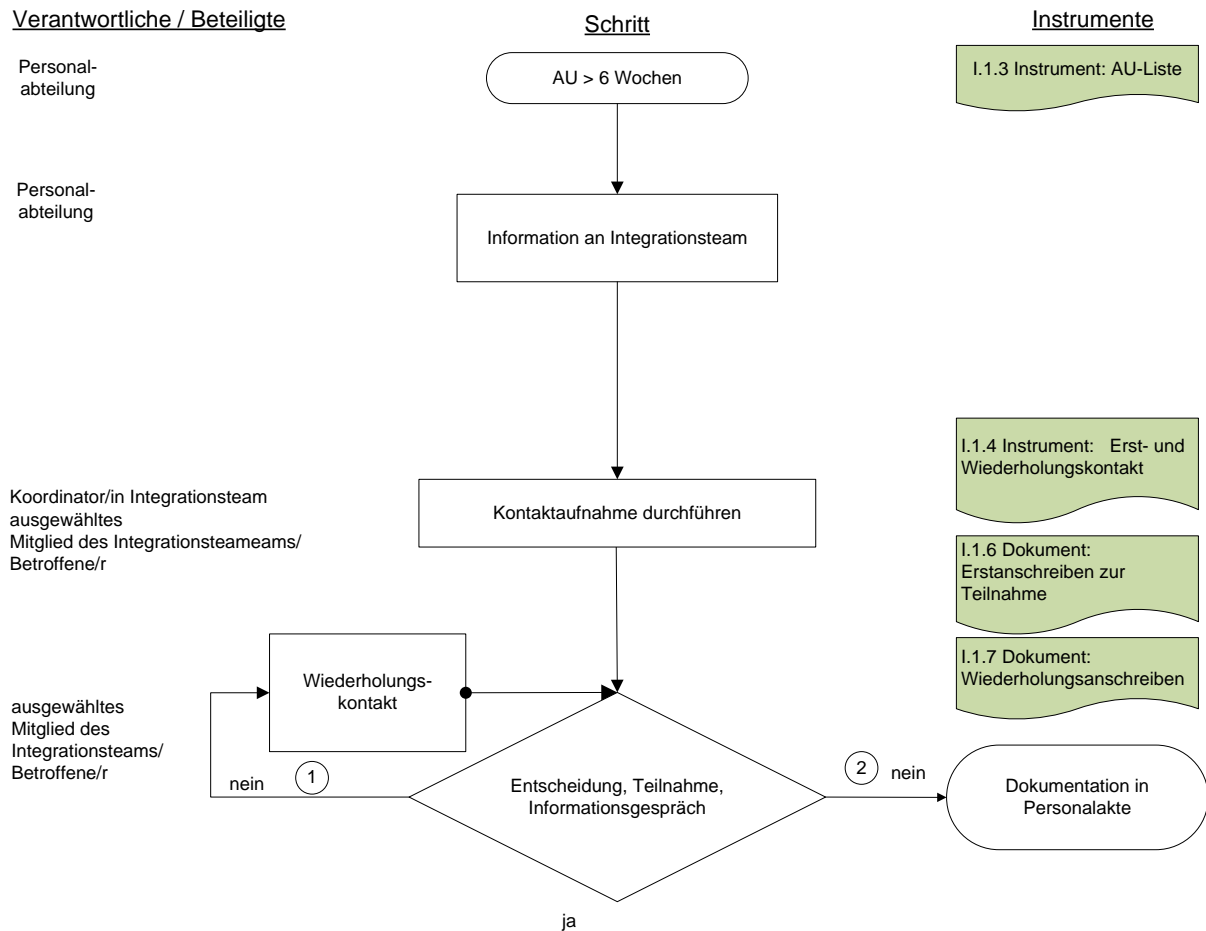 Verantwortliche / Beteiligte
Schritt
Instrumente
Personal-
abteilung
AU > 6 Wochen
I.1.3 Instrument: AU-Liste
Personal-
abteilung
Information an Integrationsteam
Koordinator/in Integrationsteam
ausgewähltes
Mitglied des Integrationsteameams/
Betroffene/r
Kontaktaufnahme durchführen
I.1.4 Instrument: Erst- und
Wiederholungskontakt
I.1.6 Dokument:
Erstanschreiben zur
Teilnahme
I.1.7 Dokument:
Wiederholungsanschreiben
Wiederholungs-
kontakt
ausgewähltes
Mitglied des
Integrationsteams/
Betroffene/r
nein
1
Entscheidung, Teilnahme,
Informationsgespräch
2
nein
Dokumentation in
Personalakte
ja